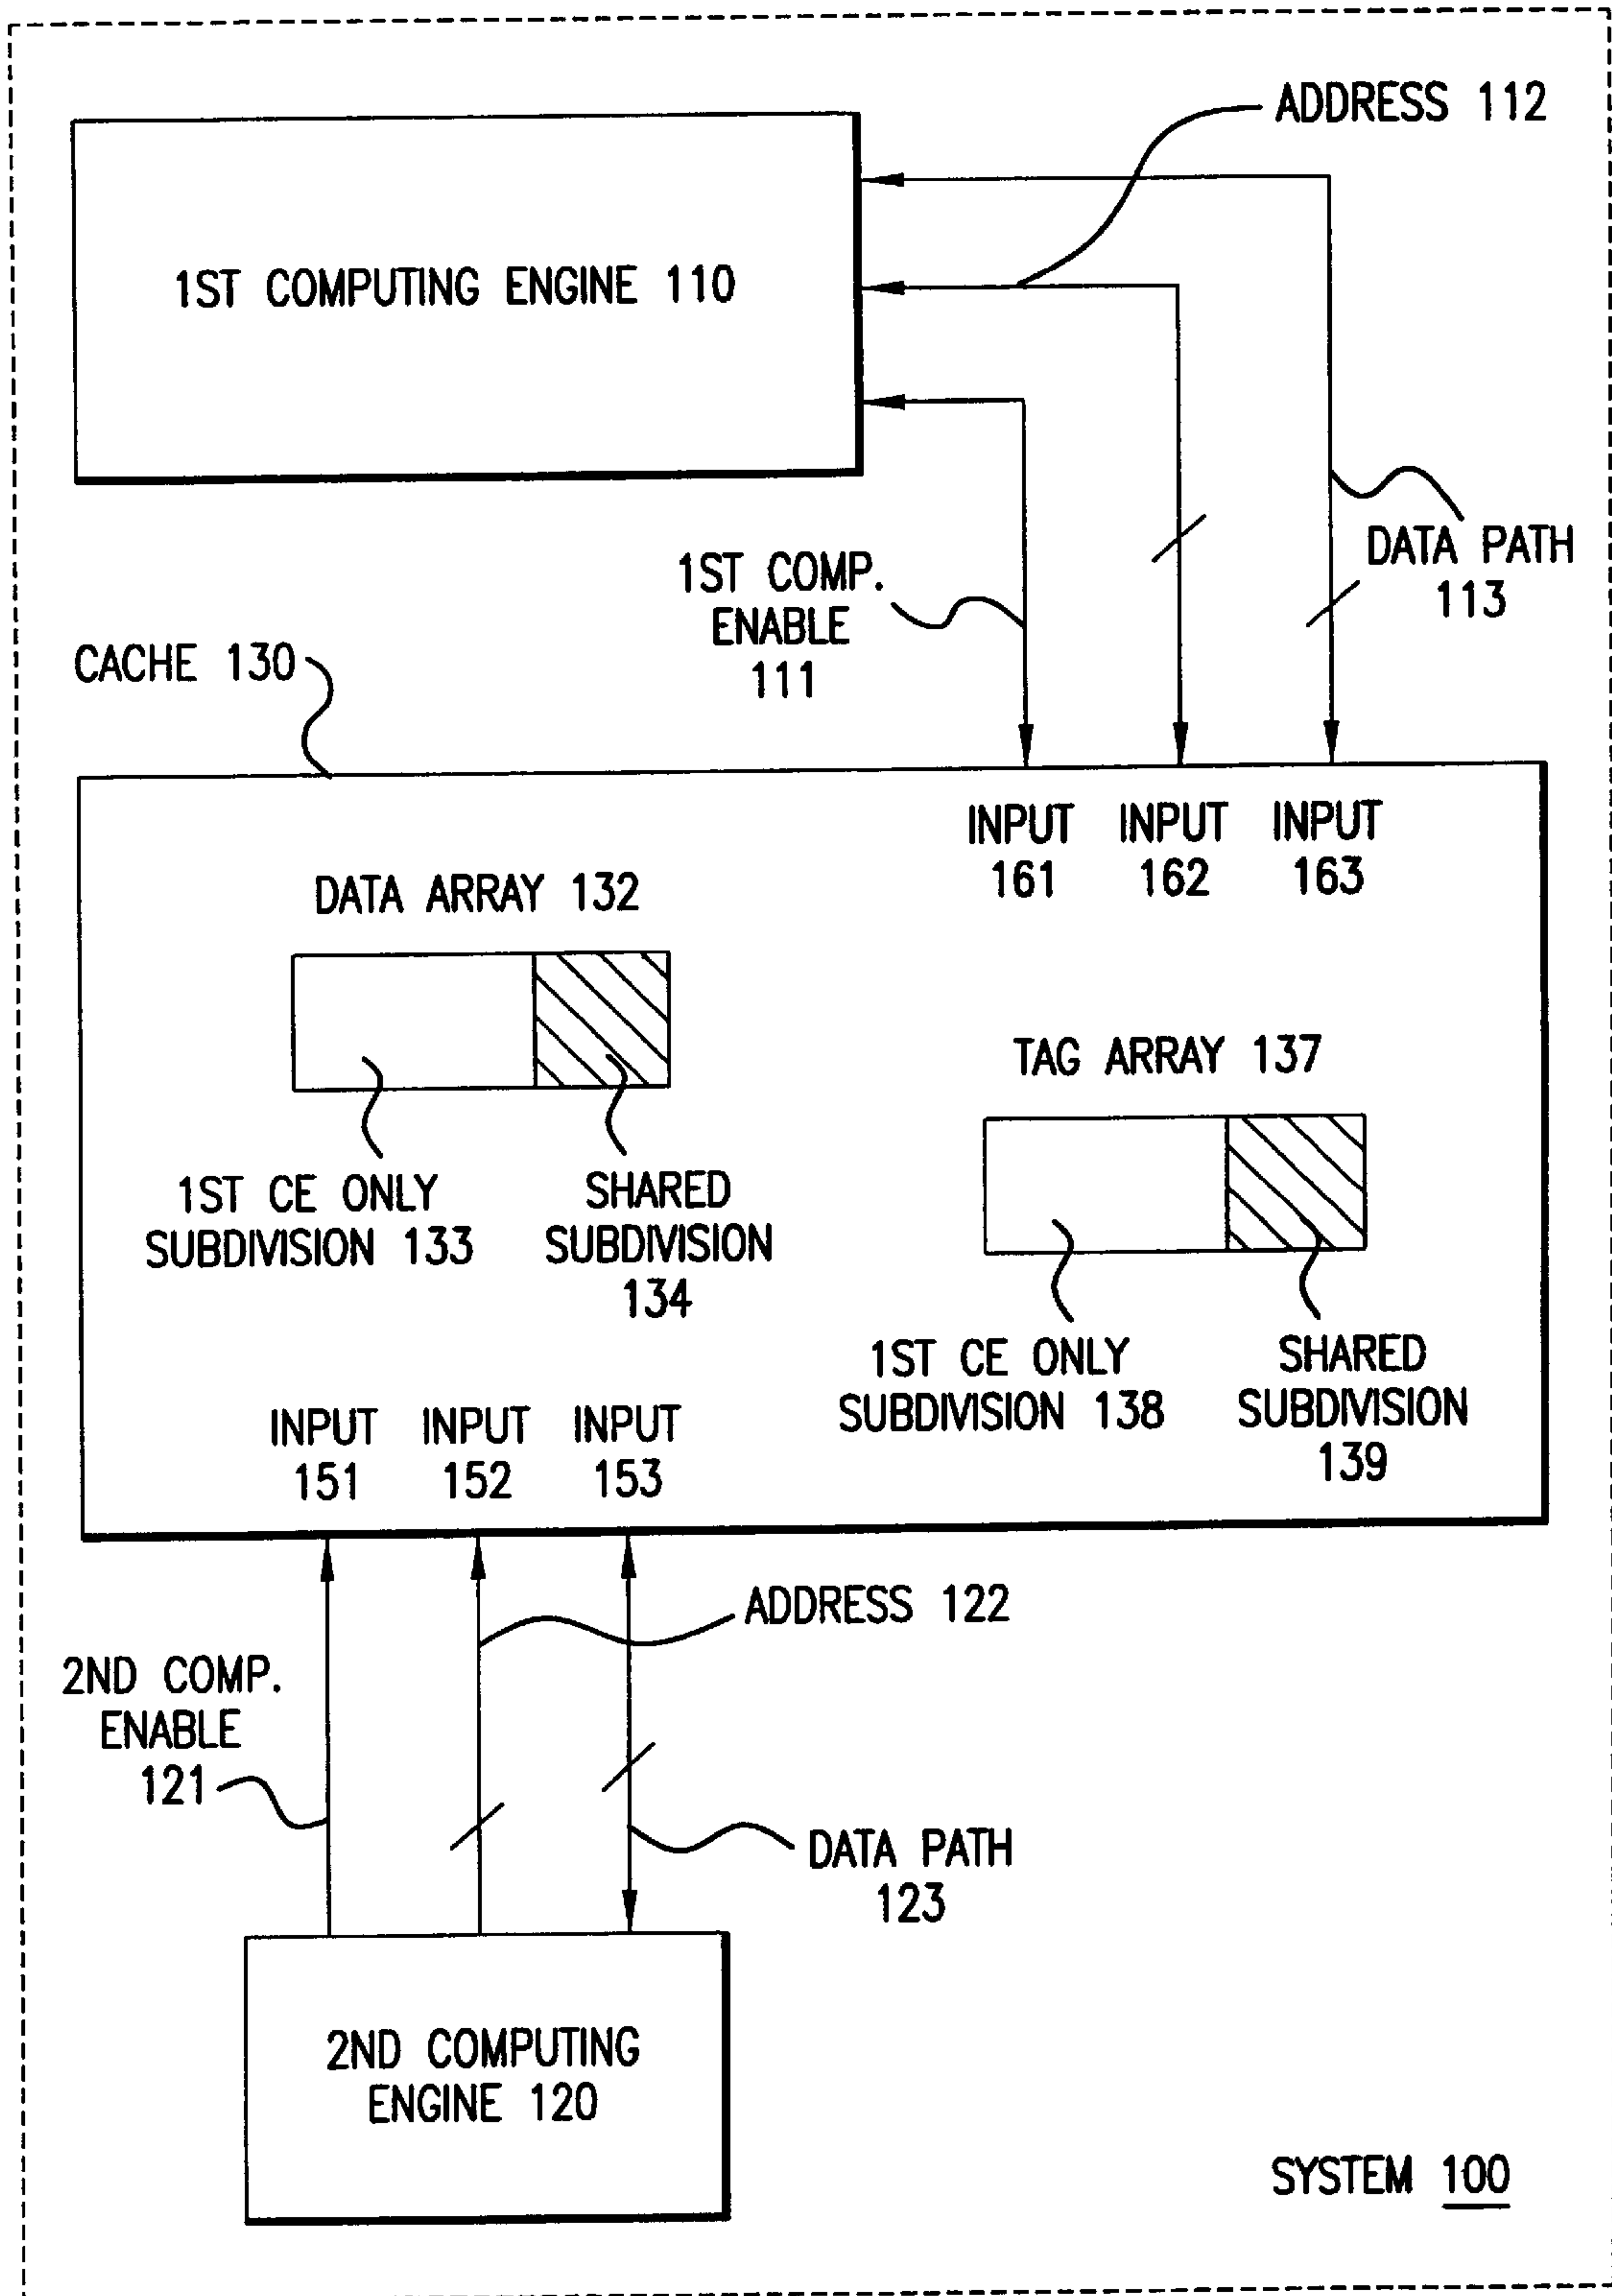 ADDRESS 112
1ST COMPUTING ENGINE 110
DATA PATH
113
1ST COMP.
ENABLE
111
CACHE 130
INPUT
161
INPUT
162
INPUT
163
DATA ARRAY 132
TAG ARRAY 137
1ST CE ONLY
SUBDIVISION 133
SHARED
SUBDIVISION
134
1ST CE ONLY
SUBDIVISION 138
SHARED
SUBDIVISION
139
INPUT
151
INPUT
152
INPUT
153
ADDRESS 122
2ND COMP.
ENABLE
121
DATA PATH
123
2ND COMPUTING
ENGINE 120
SYSTEM 100